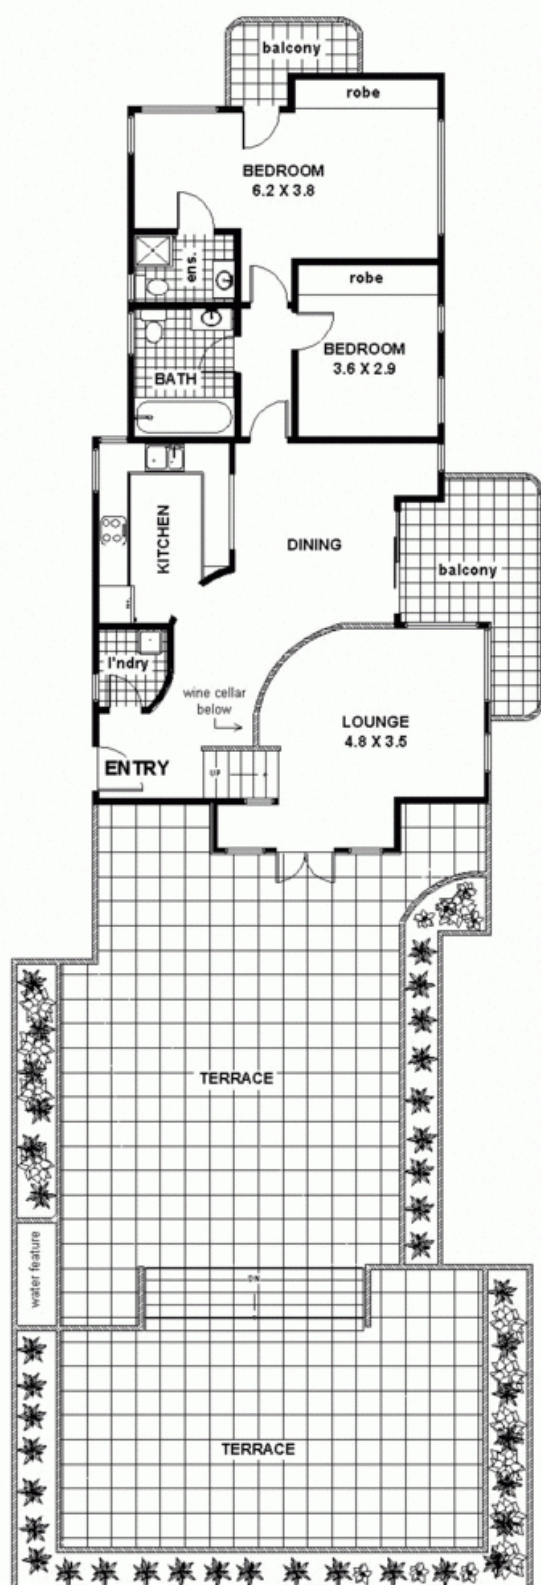 balcony
robe
BEDROOM
6.2 X 3.8
ens.
robe
BEDROOM
3.6 X 2.9
BATH
KITCHEN
DINING
balcony
l'ndry
wine cellar
below
LOUNGE
4.8 X 3.5
ENTRY
UP
TERRACE
water feature
TERRACE